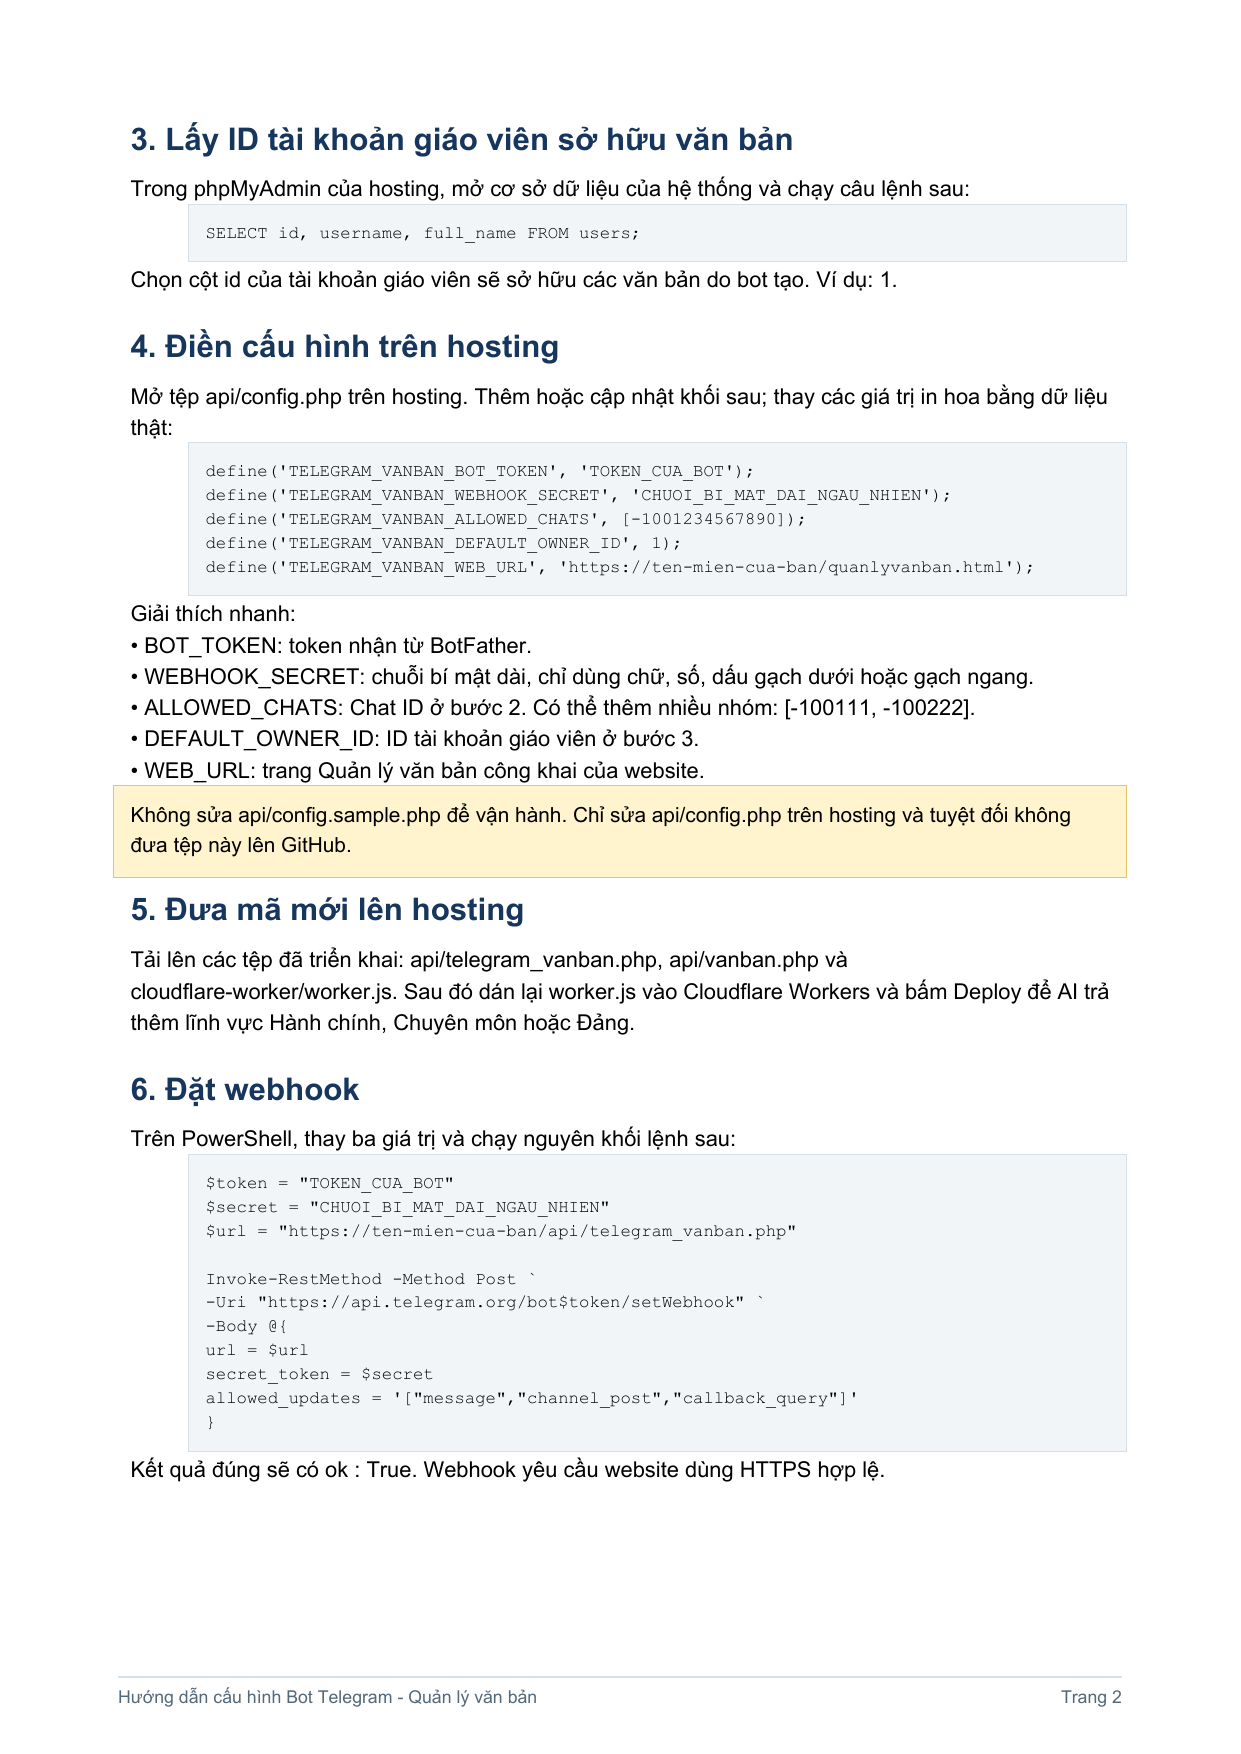 3. Lấy ID tài khoản giáo viên sở hữu văn bản
Trong phpMyAdmin của hosting, mở cơ sở dữ liệu của hệ thống và chạy câu lệnh sau:
SELECT id, username, full_name FROM users;
Chọn cột id của tài khoản giáo viên sẽ sở hữu các văn bản do bot tạo. Ví dụ: 1.
4. Điền cấu hình trên hosting
Mở tệp api/config.php trên hosting. Thêm hoặc cập nhật khối sau; thay các giá trị in hoa bằng dữ liệu
thật:
define('TELEGRAM_VANBAN_BOT_TOKEN', 'TOKEN_CUA_BOT');
define('TELEGRAM_VANBAN_WEBHOOK_SECRET', 'CHUOI_BI_MAT_DAI_NGAU_NHIEN');
define('TELEGRAM_VANBAN_ALLOWED_CHATS', [-1001234567890]);
define('TELEGRAM_VANBAN_DEFAULT_OWNER_ID', 1);
define('TELEGRAM_VANBAN_WEB_URL', 'https://ten-mien-cua-ban/quanlyvanban.html');
Giải thích nhanh:
• BOT_TOKEN: token nhận từ BotFather.
• WEBHOOK_SECRET: chuỗi bí mật dài, chỉ dùng chữ, số, dấu gạch dưới hoặc gạch ngang.
• ALLOWED_CHATS: Chat ID ở bước 2. Có thể thêm nhiều nhóm: [-100111, -100222].
• DEFAULT_OWNER_ID: ID tài khoản giáo viên ở bước 3.
• WEB_URL: trang Quản lý văn bản công khai của website.
Không sửa api/config.sample.php để vận hành. Chỉ sửa api/config.php trên hosting và tuyệt đối không
đưa tệp này lên GitHub.
5. Đưa mã mới lên hosting
Tải lên các tệp đã triển khai: api/telegram_vanban.php, api/vanban.php và
cloudflare-worker/worker.js. Sau đó dán lại worker.js vào Cloudflare Workers và bấm Deploy để AI trả
thêm lĩnh vực Hành chính, Chuyên môn hoặc Đảng.
6. Đặt webhook
Trên PowerShell, thay ba giá trị và chạy nguyên khối lệnh sau:
$token = "TOKEN_CUA_BOT"
$secret = "CHUOI_BI_MAT_DAI_NGAU_NHIEN"
$url = "https://ten-mien-cua-ban/api/telegram_vanban.php"
Invoke-RestMethod -Method Post `
-Uri "https://api.telegram.org/bot$token/setWebhook" `
-Body @{
url = $url
secret_token = $secret
allowed_updates = '["message","channel_post","callback_query"]'
}
Kết quả đúng sẽ có ok : True. Webhook yêu cầu website dùng HTTPS hợp lệ.
Hướng dẫn cấu hình Bot Telegram - Quản lý văn bản
Trang 2